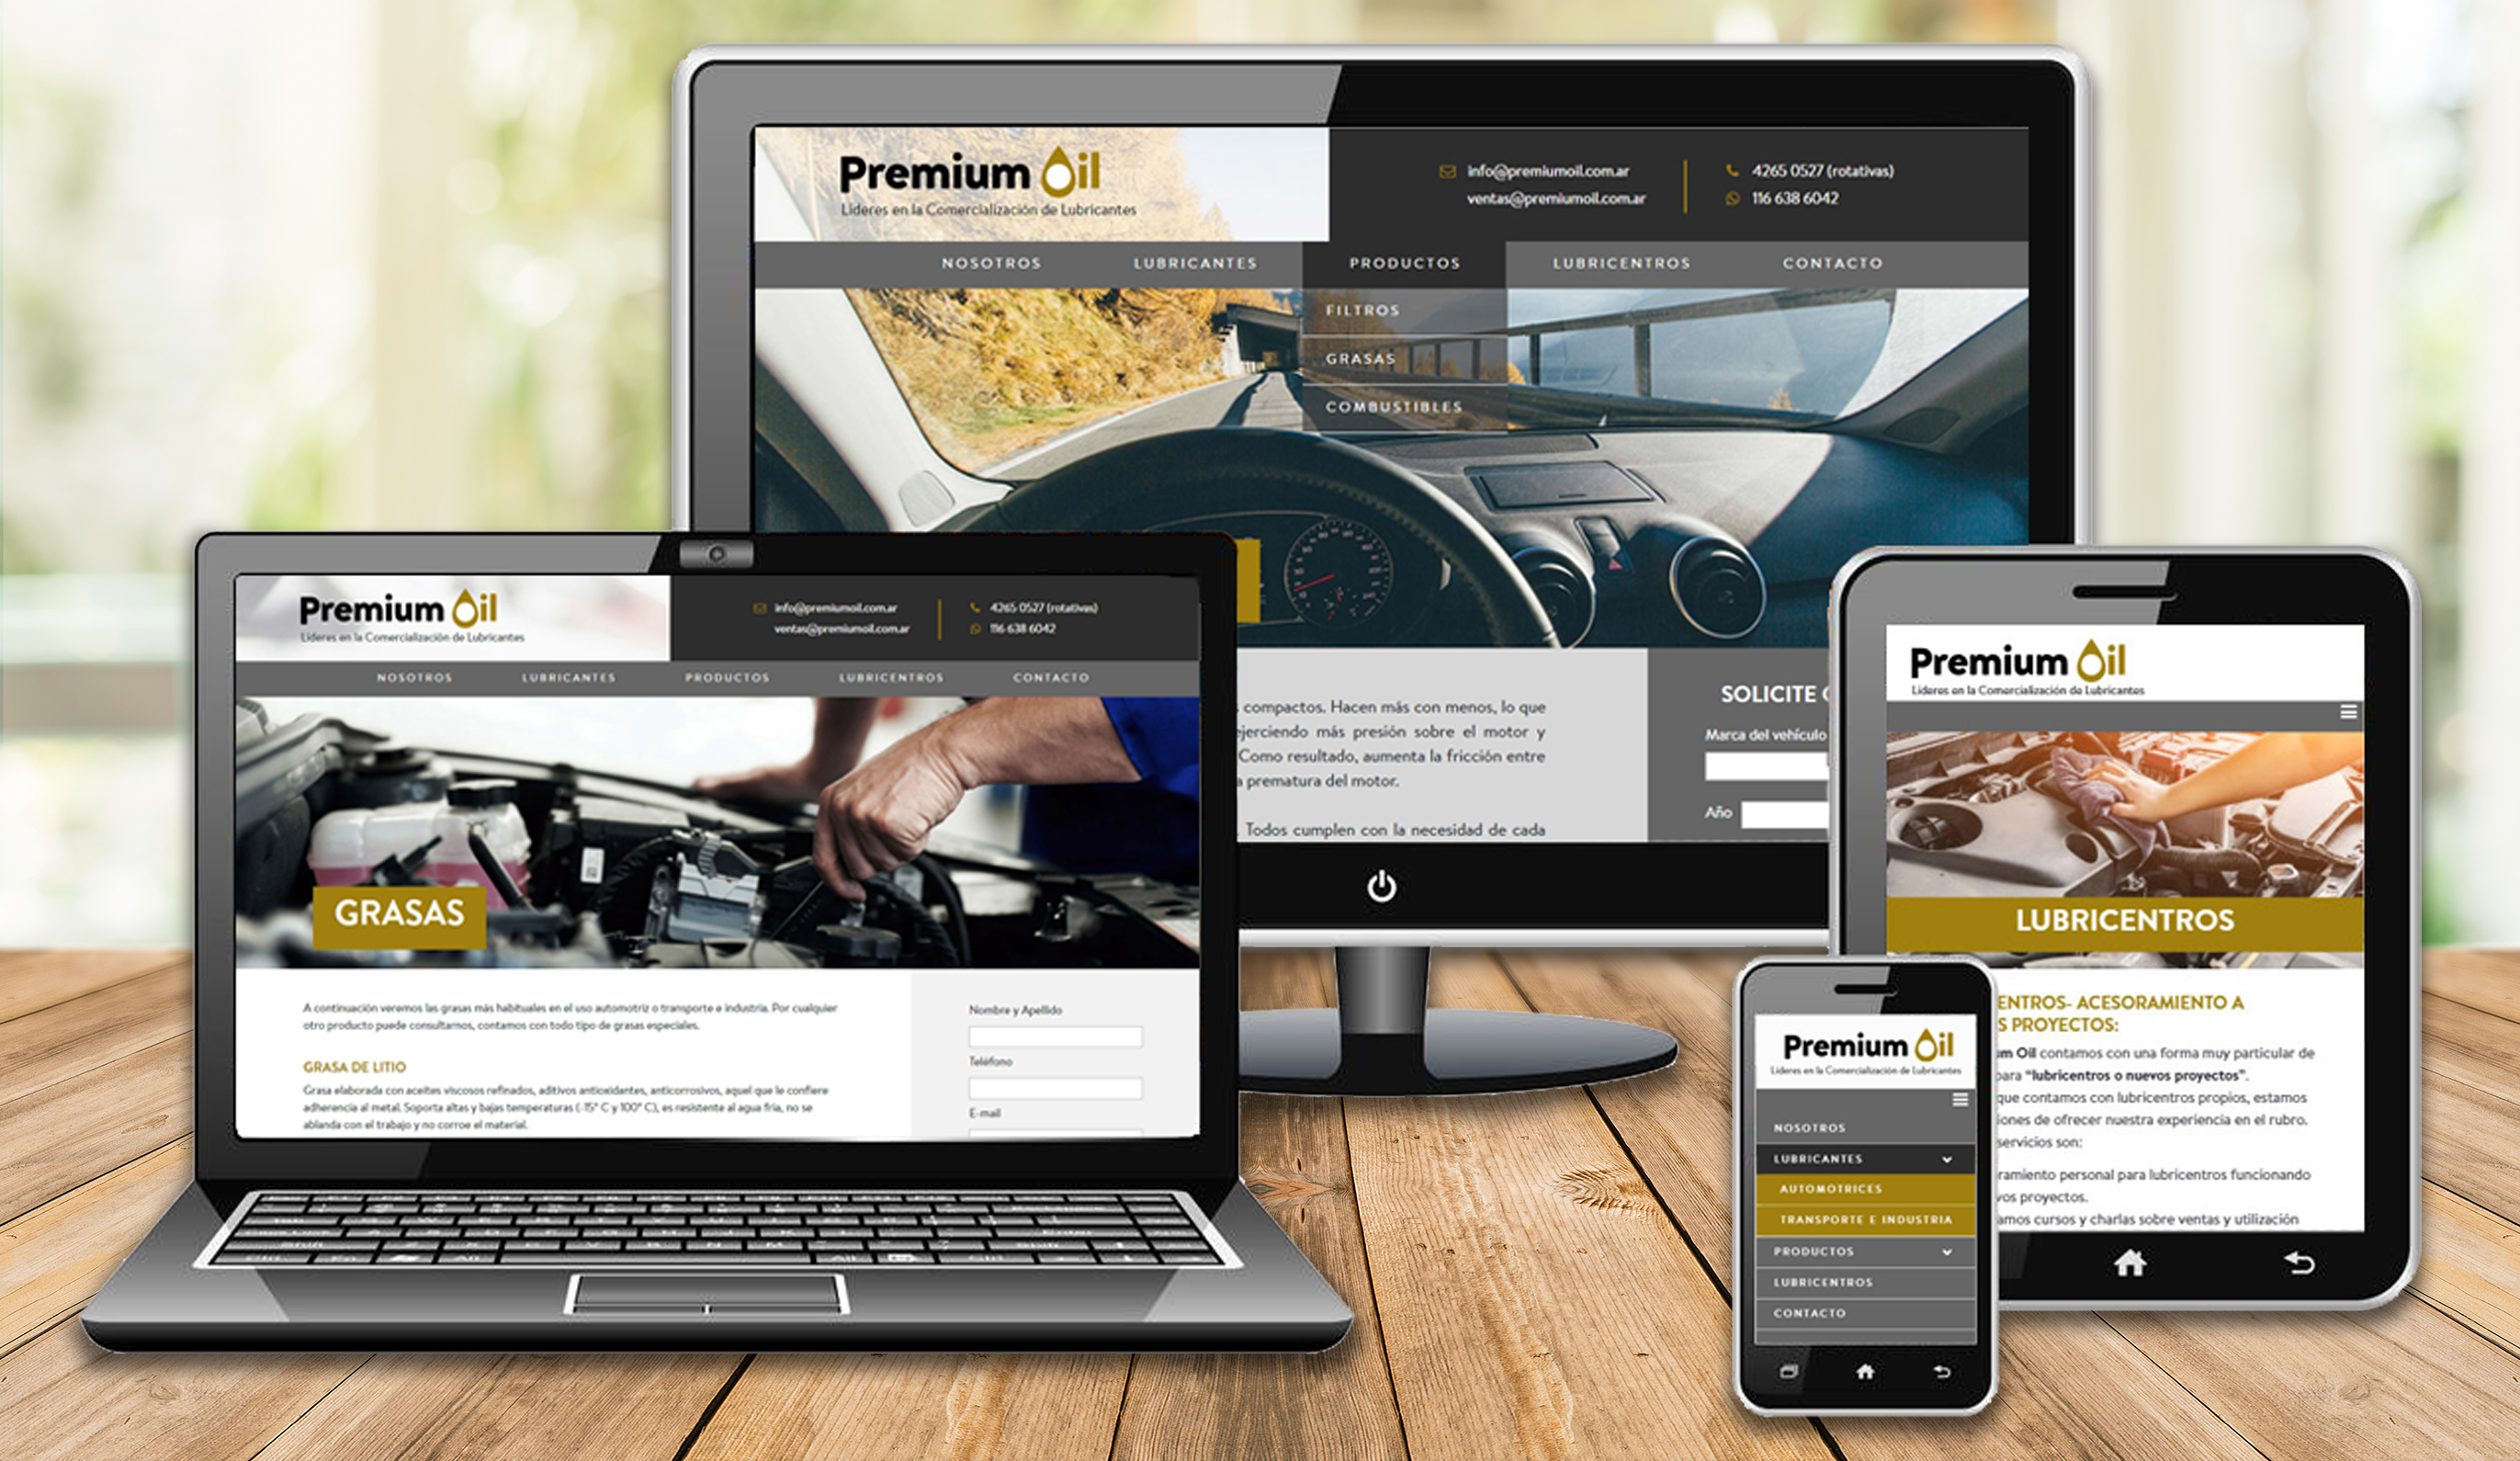 Premium Oil
Líderes en la Comercialización de Lubricantes
info@premiumoil.com.ar
ventas@premiumoil.com.ar
4265 0527 (rotativas)
116 638 6042
NOSOTROS LUBRICANTES PRODUCTOS LUBRICENTROS CONTACTO
FILTROS
GRASAS
COMBUSTIBLES
compactos. Hacen más con menos, lo que
ejerciendo más presión sobre el motor y
Como resultado, aumenta la fricción entre
a prematura del motor.
Todos cumplen con la necesidad de cada
SOLICITE
Marca del vehículo
Año
Premium Oil
Líderes en la Comercialización de Lubricantes
info@premiumoil.com.ar
ventas@premiumoil.com.ar
4265 0527 (rotativas)
116 638 6042
NOSOTROS LUBRICANTES PRODUCTOS LUBRICENTROS CONTACTO
GRASAS
A continuación veremos las grasas más habituales en el uso automotriz o transporte e industria. Por cualquier
otro producto puede consultarnos, contamos con todo tipo de grasas especiales.
GRASA DE LITIO
Grasa elaborada con aceites viscosos refinados, aditivos antioxidantes, anticorrosivos, aquel que le confiere
adherencia al metal. Soporta altas y bajas temperaturas (-15° C y 100° C), es resistente al agua fría, no se
ablanda con el trabajo y no corroe el material.
Nombre y Apellido
Teléfono
E-mail
Premium Oil
Líderes en la Comercialización de Lubricantes
LUBRICENTROS
ENTROS- ACESORAMIENTO A
S PROYECTOS:
um Oil contamos con una forma muy particular de
para "lubricentros o nuevos proyectos".
que contamos con lubricentros propios, estamos
iones de ofrecer nuestra experiencia en el rubro.
servicios son:
ramiento personal para lubricentros funcionando
vos proyectos.
amos cursos y charlas sobre ventas y utilización
Premium Oil
Líderes en la Comercialización de Lubricantes
NOSOTROS
LUBRICANTES
AUTOMOTRICES
TRANSPORTE E INDUSTRIA
PRODUCTOS
LUBRICENTROS
CONTACTO